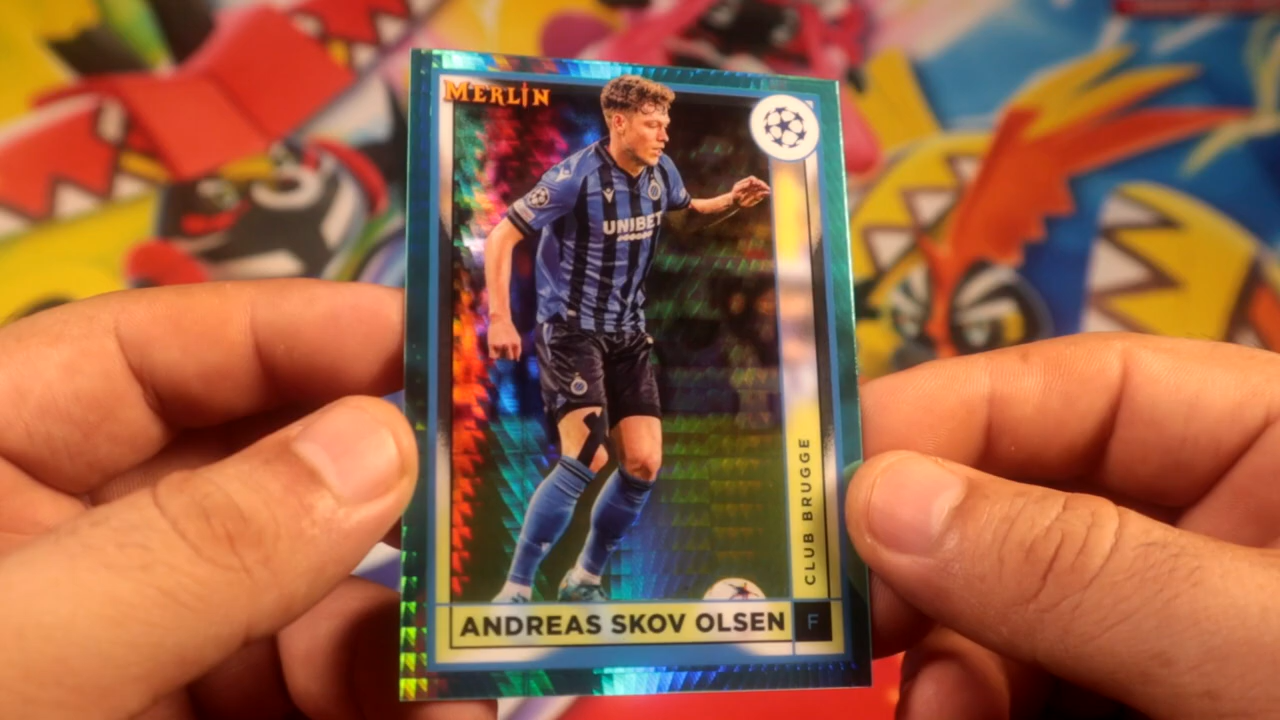 MERLIN
UNIBET
CLUB BRUGGE
ANDREAS SKOV OLSEN
F